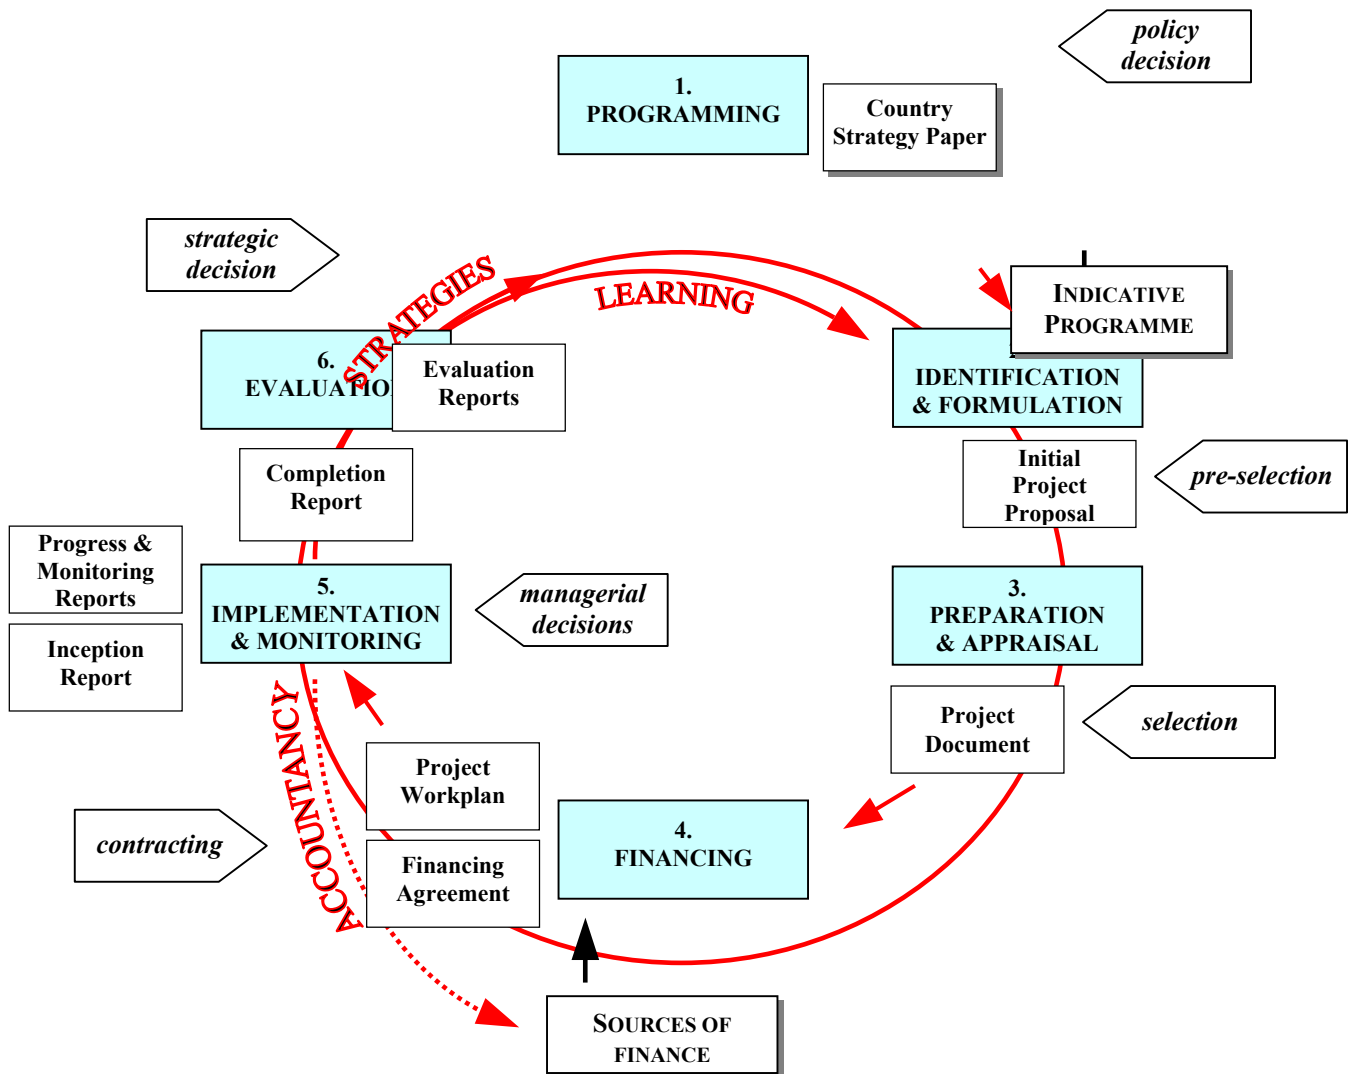 policy
decision
1.
PROGRAMMING
Country
Strategy Paper
strategic
decision
STRATEGIES
LEARNING
INDICATIVE
PROGRAMME
6.
EVALUATION
Evaluation
Reports
IDENTIFICATION
& FORMULATION
Completion
Report
Initial
Project
Proposal
pre-selection
Progress &
Monitoring
Reports
5.
IMPLEMENTATION
& MONITORING
managerial
decisions
3.
PREPARATION
& APPRAISAL
Inception
Report
Project
Document
selection
ACCOUNTANCY
Project
Workplan
contracting
4.
FINANCING
Financing
Agreement
SOURCES OF
FINANCE